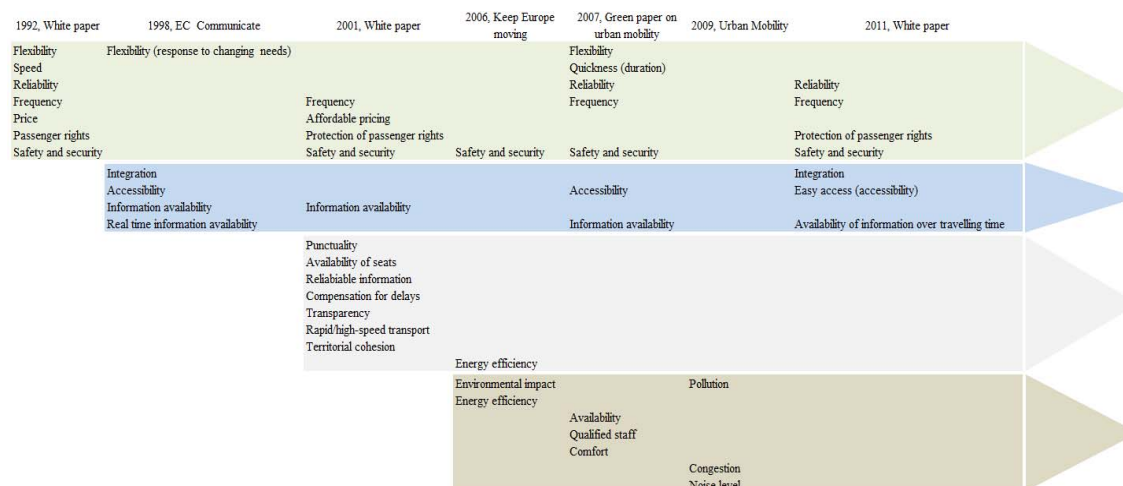 1992, White paper 1998, EC Communicate 2001, White paper 2006, Keep Europe moving 2007, Green paper on urban mobility 2009, Urban Mobility 2011, White paper
Flexibility Flexibility (response to changing needs) Flexibility
Speed Quickness (duration)
Reliability Reliability Reliability
Frequency Frequency Frequency Frequency
Price Affordable pricing
Passenger rights Protection of passenger rights Protection of passenger rights
Safety and security Safety and security Safety and security Safety and security Safety and security
Integration Integration
Accessibility Accessibility Easy access (accessibility)
Information availability Information availability
Real time information availability Information availability Availability of information over travelling time
Punctuality
Availability of seats
Reliabiable information
Compensation for delays
Transparency
Rapid/high-speed transport
Territorial cohesion
Energy efficiency
Environmental impact Pollution
Energy efficiency
Availability
Qualified staff
Comfort
Congestion
Noise level